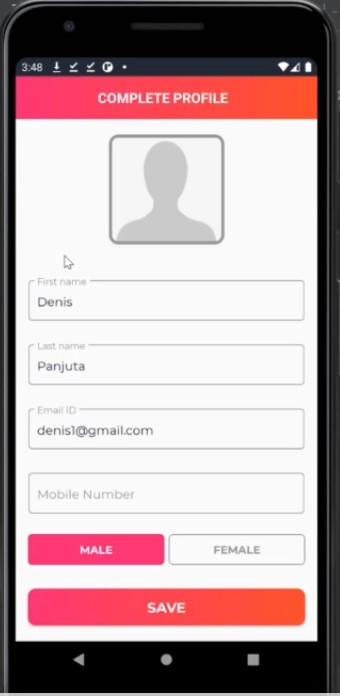 3:48
COMPLETE PROFILE
First name
Denis
Last name
Panjuta
Email ID
denis1@gmail.com
Mobile Number
MALE FEMALE
SAVE